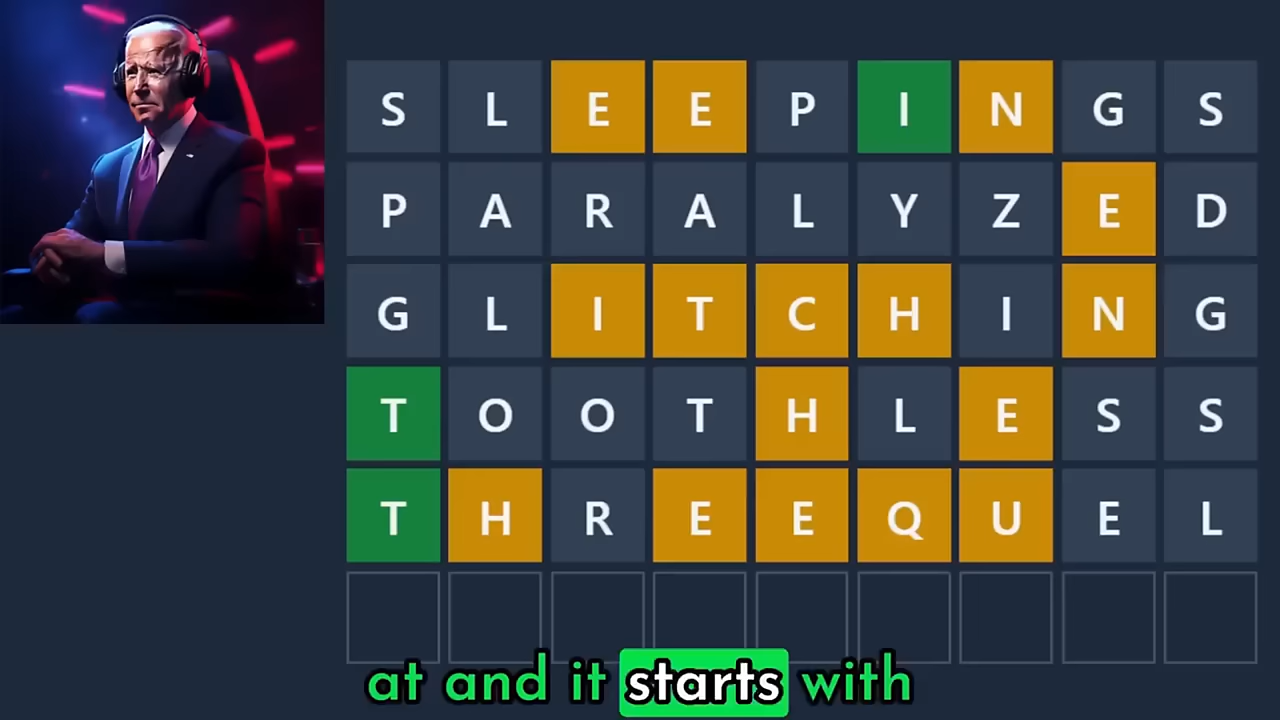 SLEEPINGS
PARALYZED
GLITCHING
TOOTHLESS
THREEQUEL
at and it starts with